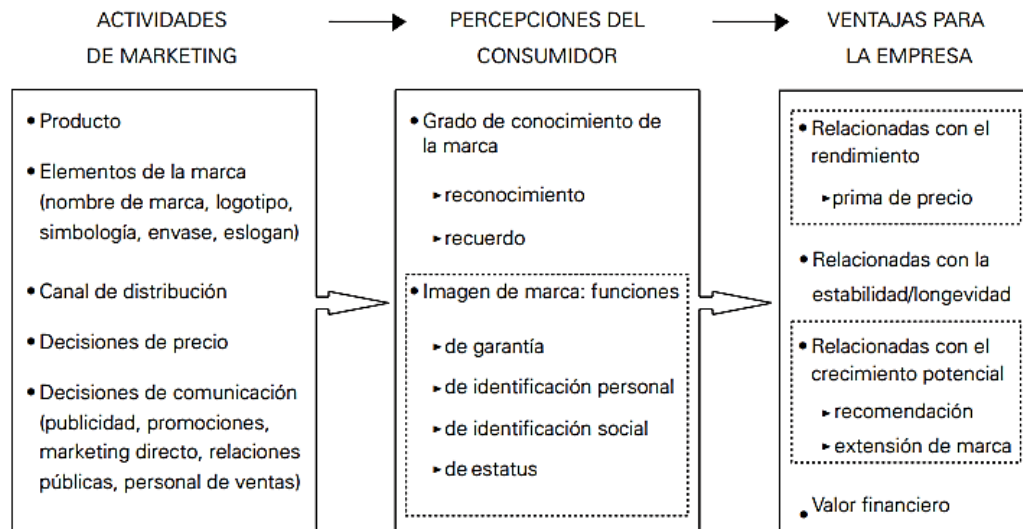 ACTIVIDADES
DE MARKETING
PERCEPCIONES DEL
CONSUMIDOR
VENTAJAS PARA
LA EMPRESA
• Producto
• Elementos de la marca
(nombre de marca, logotipo,
simbología, envase, eslogan)
• Canal de distribución
• Decisiones de precio
• Decisiones de comunicación
(publicidad, promociones,
marketing directo, relaciones
públicas, personal de ventas)
• Grado de conocimiento de
la marca
► reconocimiento
► recuerdo
• Imagen de marca: funciones
► de garantía
► de identificación personal
► de identificación social
► de estatus
• Relacionadas con el
rendimiento
► prima de precio
• Relacionadas con la
estabilidad/longevidad
• Relacionadas con el
crecimiento potencial
► recomendación
► extensión de marca
• Valor financiero